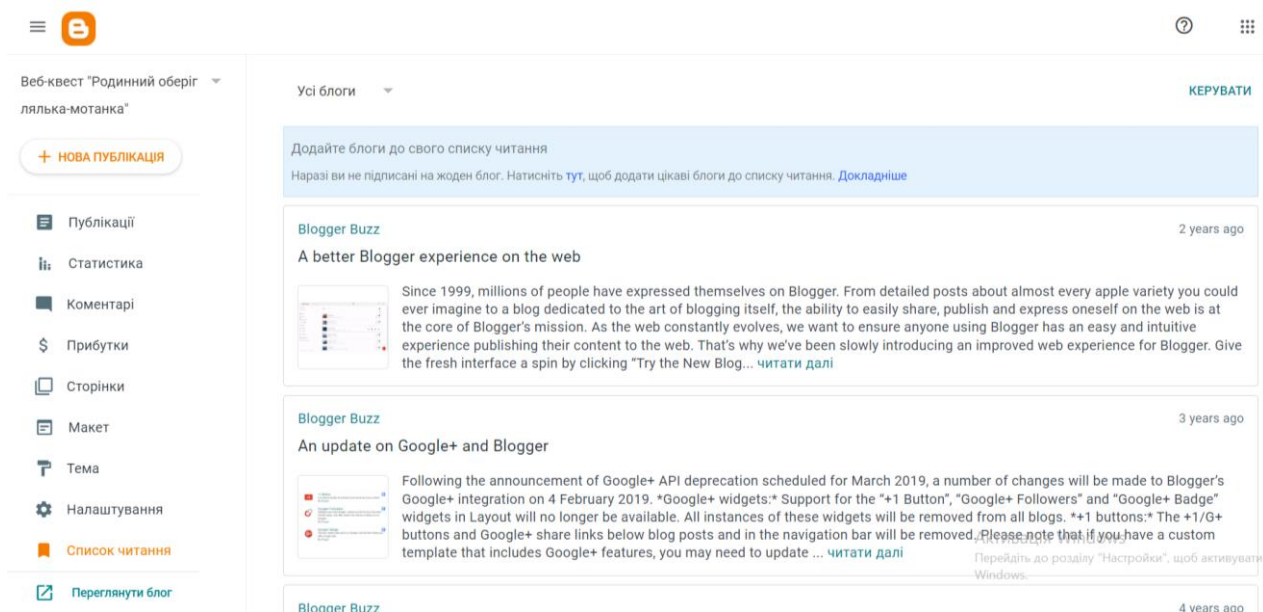 Веб-квест "Родинний оберіг
лялька-мотанка"
НОВА ПУБЛІКАЦІЯ
Публікації
Статистика
Коментарі
Прибутки
Сторінки
Макет
Тема
Налаштування
Список читання
Переглянути блог
Усі блоги
КЕРУВАТИ
Додайте блоги до свого списку читання
Наразі ви не підписані на жоден блог. Натисніть тут, щоб додати цікаві блоги до списку читання. Докладніше
Blogger Buzz
2 years ago
A better Blogger experience on the web
Since 1999, millions of people have expressed themselves on Blogger. From detailed posts about almost every apple variety you could
ever imagine to a blog dedicated to the art of blogging itself, the ability to easily share, publish and express oneself on the web is at
the core of Blogger's mission. As the web constantly evolves, we want to ensure anyone using Blogger has an easy and intuitive
experience publishing their content to the web. That's why we've been slowly introducing an improved web experience for Blogger. Give
the fresh interface a spin by clicking "Try the New Blog... читати далі
Blogger Buzz
3 years ago
An update on Google+ and Blogger
Following the announcement of Google+ API deprecation scheduled for March 2019, a number of changes will be made to Blogger's
Google+ integration on 4 February 2019. *Google+ widgets:* Support for the "+1 Button", "Google+ Followers" and "Google+ Badge"
widgets in Layout will no longer be available. All instances of these widgets will be removed from all blogs. *+1 buttons:* The +1/G+
buttons and Google+ share links below blog posts and in the navigation bar will be removed. Please note that if you have a custom
template that includes Google+ features, you may need to update ... читати далі
Активація Windows
Перейдіть до розділу "Настройки", щоб активувати
Windows.
Blogger Buzz
4 years ago